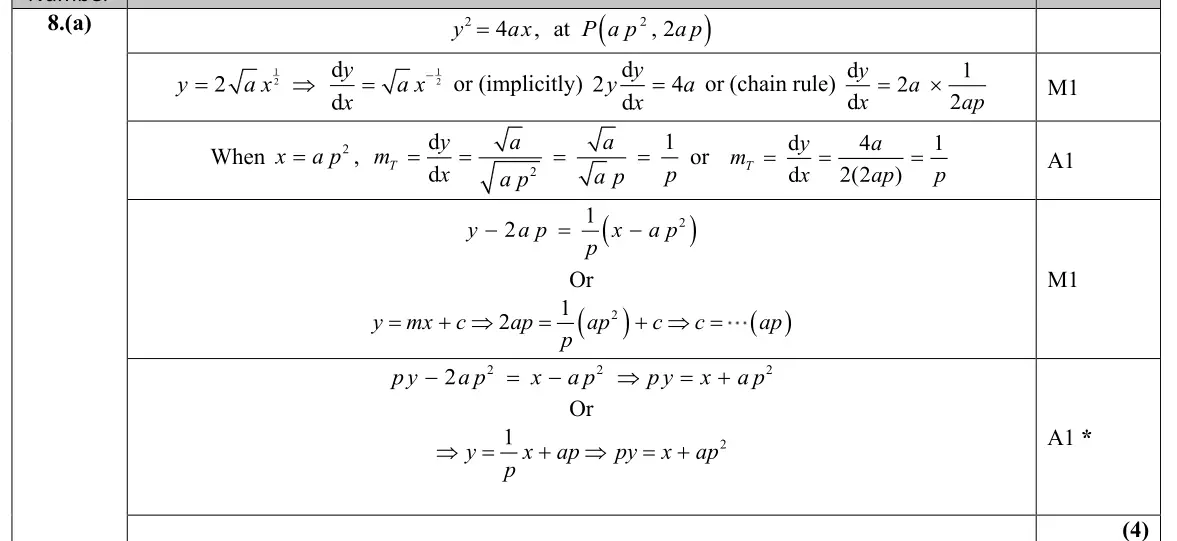 Number
8.(a)
y² = 4ax, at P(ap², 2ap)
y = 2√a x^(1/2) ⇒ dy/dx = √a x^(-1/2) or (implicitly) 2y dy/dx = 4a or (chain rule) dy/dx = 2a × 1/(2ap)
M1
When x = ap², m_T = dy/dx = √a/√(ap²) = √a/(√a p) = 1/p or m_T = dy/dx = 4a/(2(2ap)) = 1/p
A1
y − 2ap = 1/p (x − ap²)
Or
y = mx + c ⇒ 2ap = 1/p (ap²) + c ⇒ c = ⋯(ap)
M1
py − 2ap² = x − ap² ⇒ py = x + ap²
Or
⇒ y = 1/p x + ap ⇒ py = x + ap²
A1 *
(4)